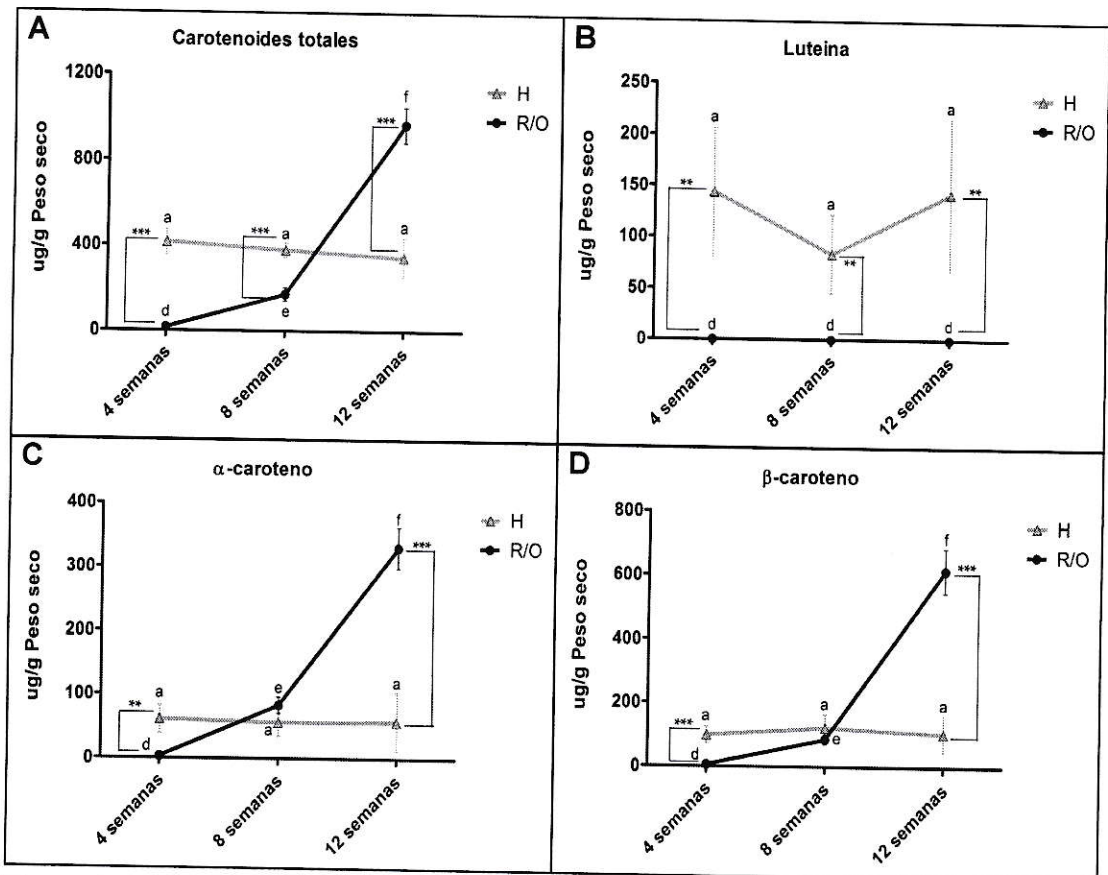 A
Carotenoides totales
ug/g Peso seco
1200
800
400
0
H
R/O
***
***
***
a
a
a
d
e
f
4 semanas
8 semanas
12 semanas
B
Luteina
ug/g Peso seco
250
200
150
100
50
0
H
R/O
**
**
**
a
a
a
d
d
d
4 semanas
8 semanas
12 semanas
C
α-caroteno
ug/g Peso seco
400
300
200
100
0
H
R/O
**
***
a
a
a
d
e
f
4 semanas
8 semanas
12 semanas
D
β-caroteno
ug/g Peso seco
800
600
400
200
0
H
R/O
***
***
a
a
a
d
e
f
4 semanas
8 semanas
12 semanas